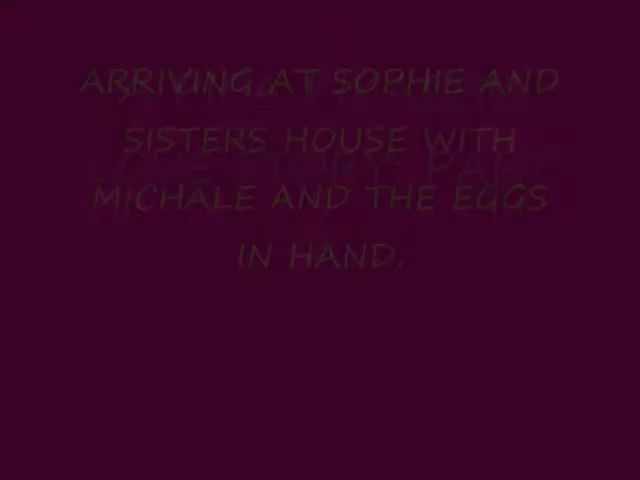 ARRIVING AT SOPHIE AND
SISTERS HOUSE WITH
MICHALE AND THE EGGS
IN HAND.